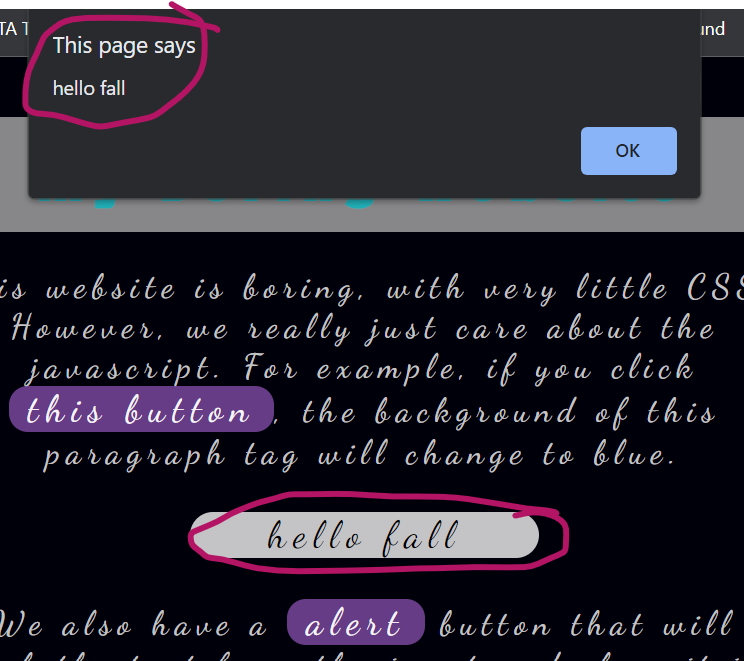 TA
und
This page says
hello fall
OK
is website is boring, with very little CSS
However, we really just care about the
javascript. For example, if you click
this button, the background of this
paragraph tag will change to blue.
hello fall
We also have a alert button that will